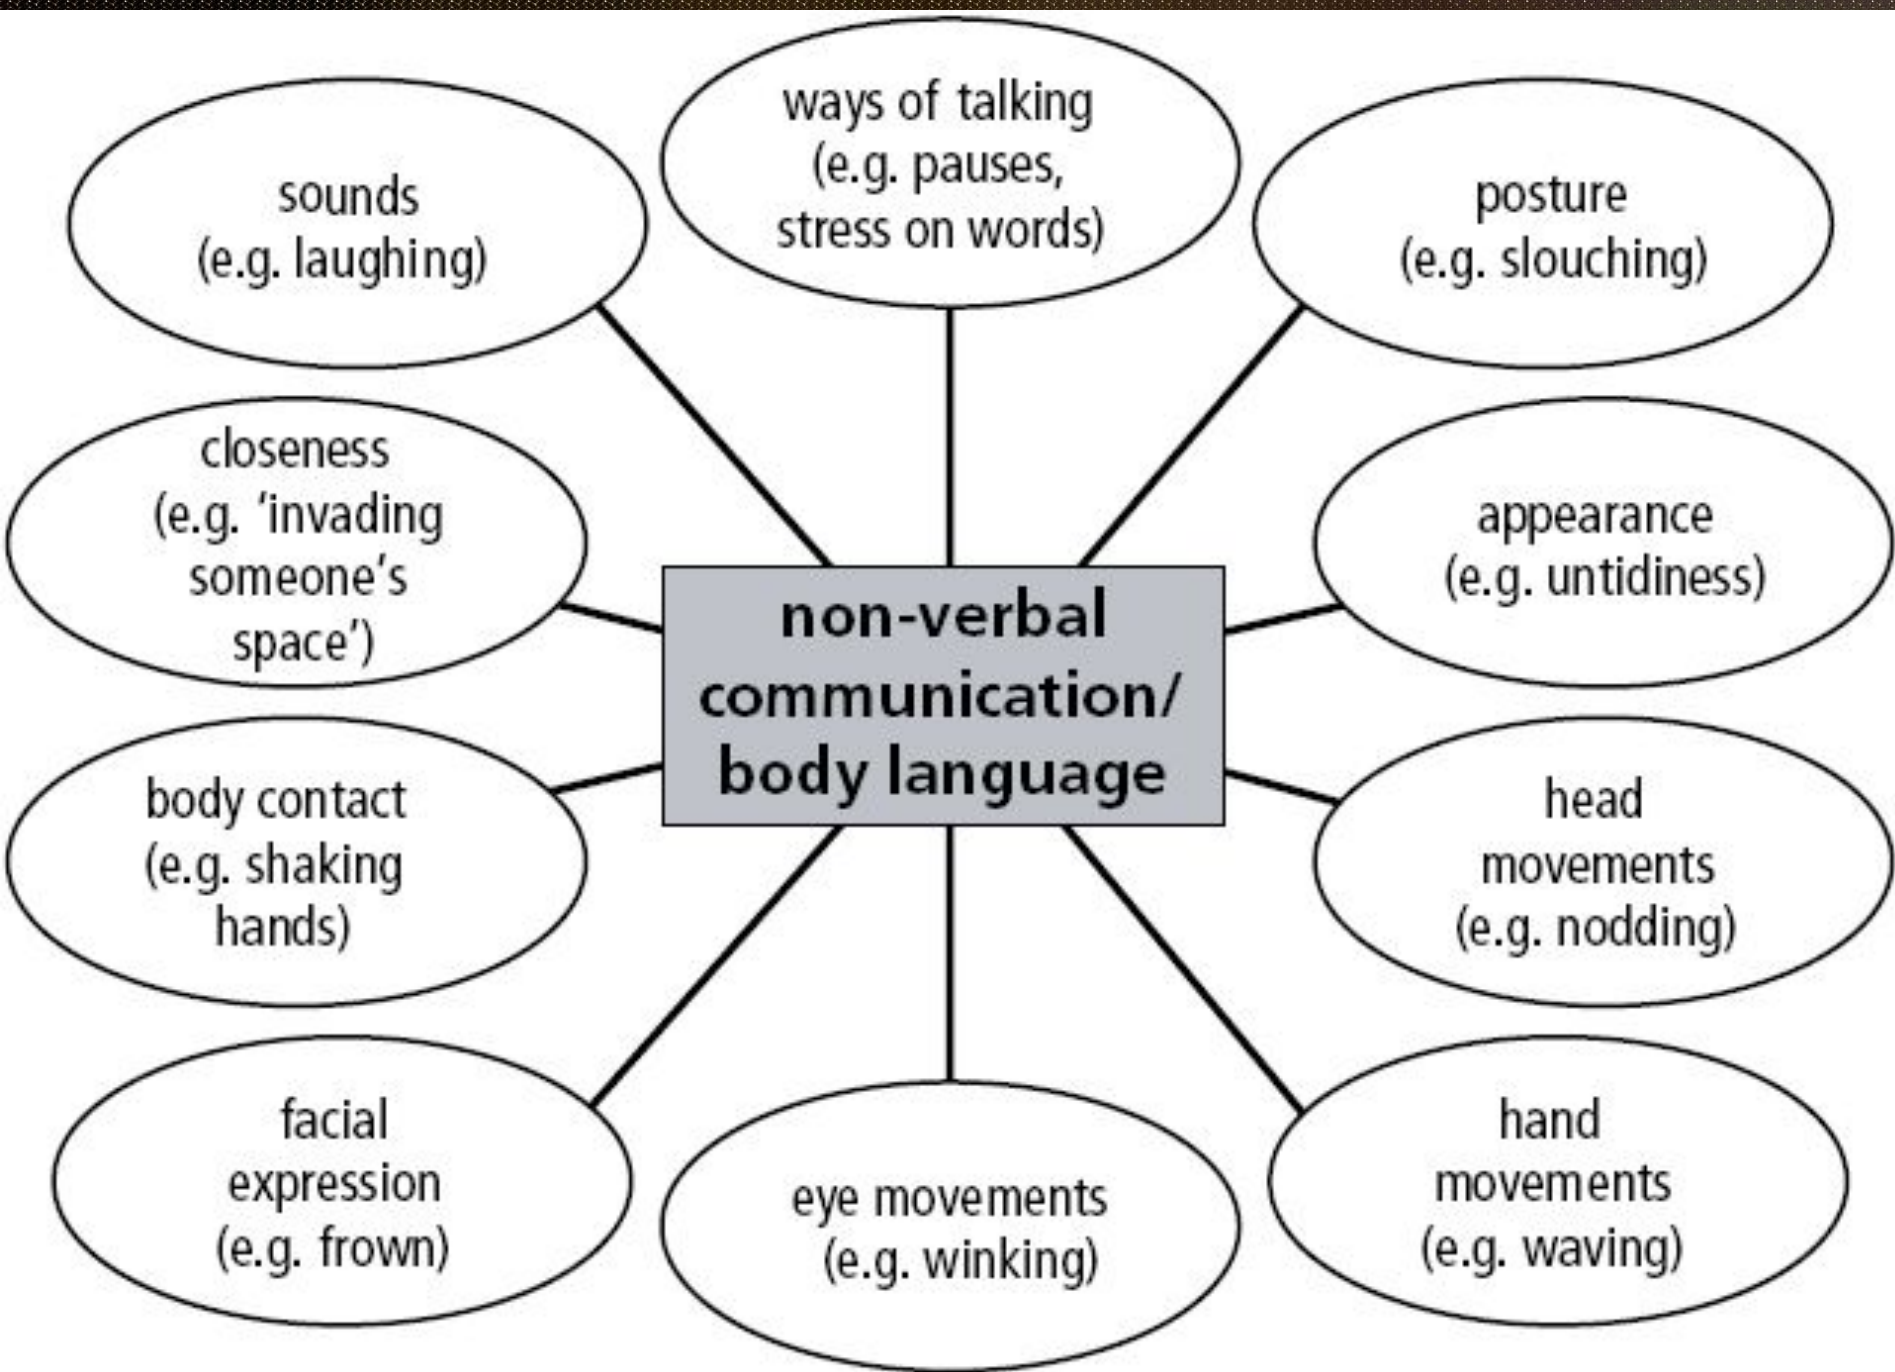 ways of talking
(e.g. pauses,
stress on words)
sounds
(e.g. laughing)
posture
(e.g. slouching)
closeness
(e.g. ‘invading
someone’s
space’)
appearance
(e.g. untidiness)
non-verbal
communication/
body language
body contact
(e.g. shaking
hands)
head
movements
(e.g. nodding)
facial
expression
(e.g. frown)
eye movements
(e.g. winking)
hand
movements
(e.g. waving)